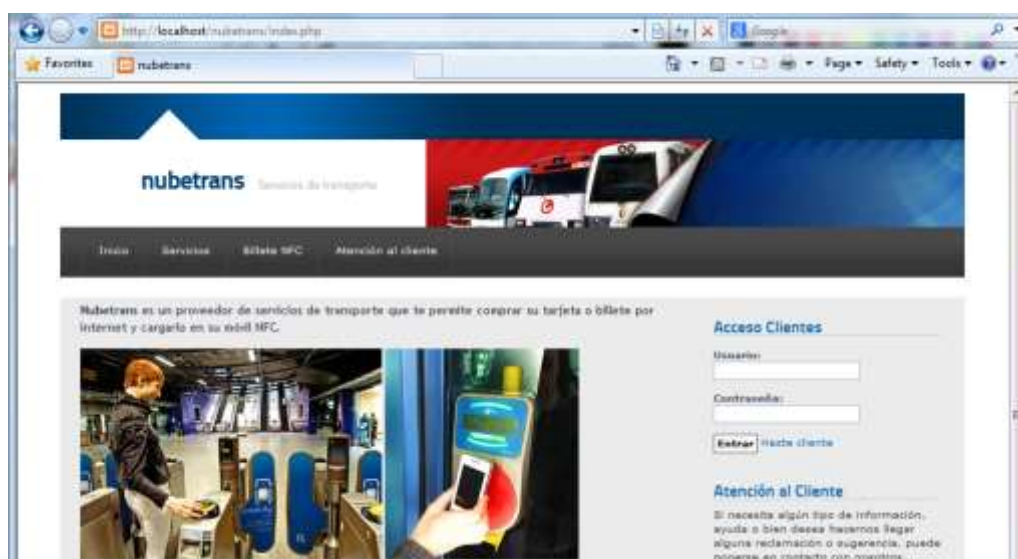 http://localhost/nubetrans/index.php
Google
Favorites
nubetrans
Page
Safety
Tools
nubetrans Servicios de transporte
Inicio
Servicios
Billete NFC
Atención al cliente
Nubetrans es un proveedor de servicios de transporte que te permite comprar su tarjeta o billete por
internet y cargarlo en su móvil NFC.
Acceso Clientes
Usuario:
Contraseña:
Entrar Hazte cliente
Atención al Cliente
Si necesita algún tipo de información,
ayuda o bien desea hacernos llegar
alguna reclamación o sugerencia, puede
ponerse en contacto con nuestros